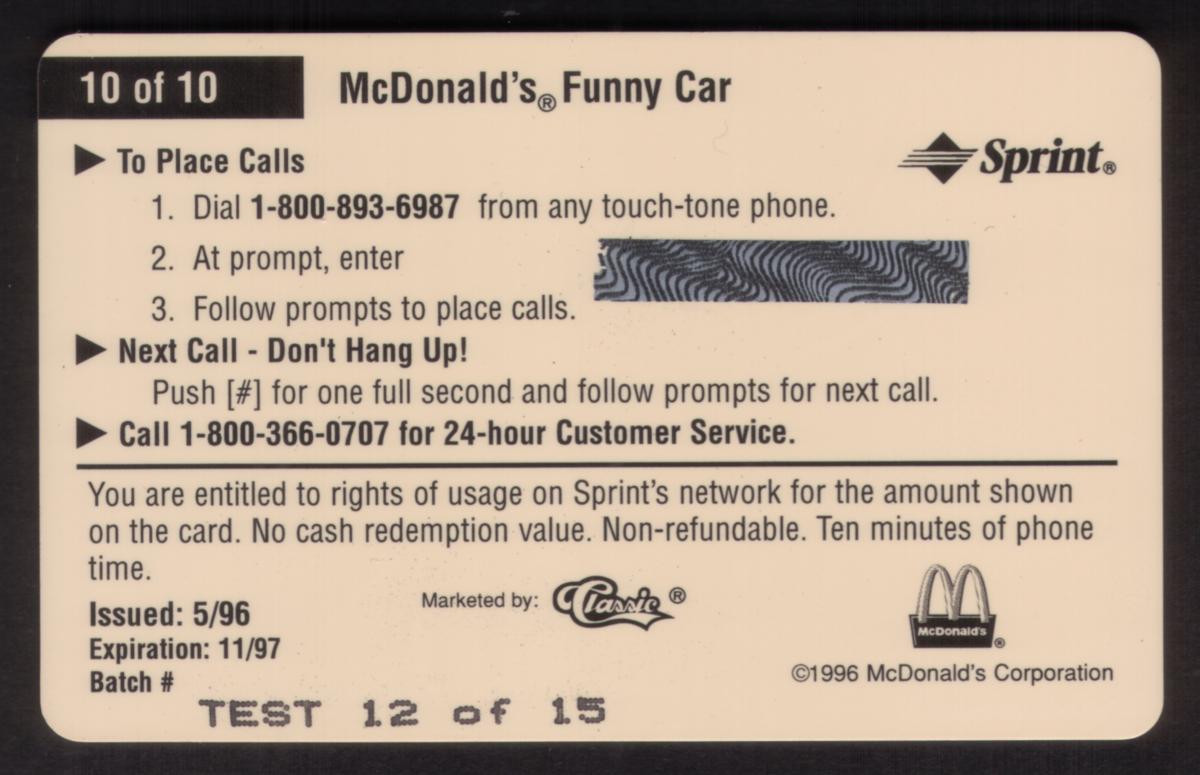 10 of 10
McDonald's® Funny Car
▶ To Place Calls
Sprint®
1. Dial 1-800-893-6987 from any touch-tone phone.
2. At prompt, enter
3. Follow prompts to place calls.
▶ Next Call - Don't Hang Up!
Push [#] for one full second and follow prompts for next call.
▶ Call 1-800-366-0707 for 24-hour Customer Service.
You are entitled to rights of usage on Sprint's network for the amount shown
on the card. No cash redemption value. Non-refundable. Ten minutes of phone
time.
Issued: 5/96
Expiration: 11/97
Batch #
TEST 12 of 15
Marketed by: Classic®
McDonald's®
©1996 McDonald's Corporation